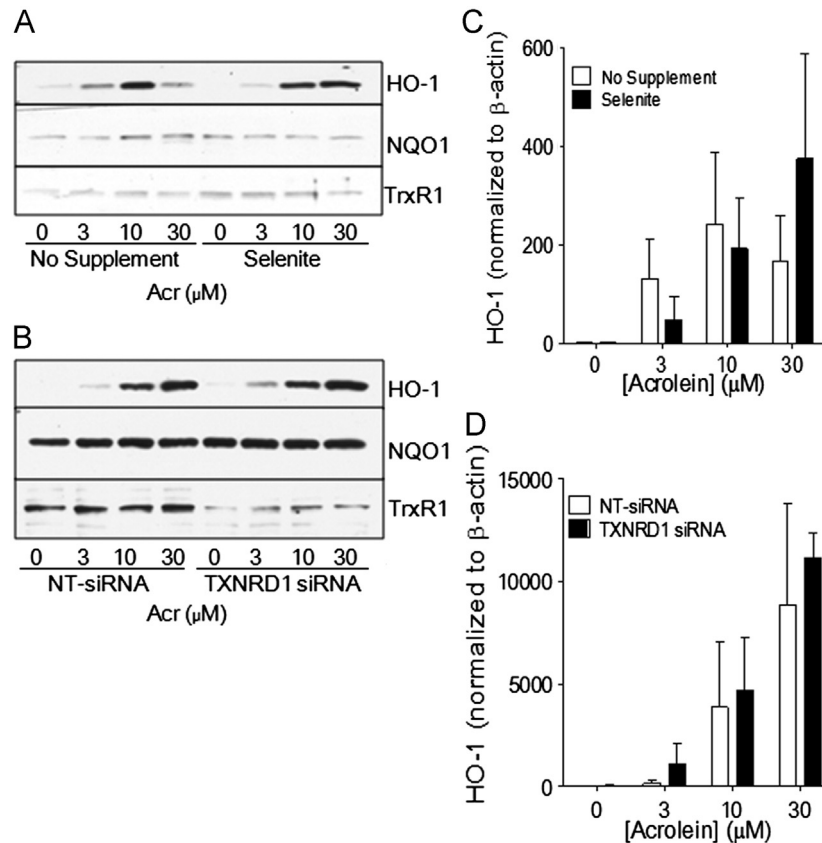 A
HO-1
NQO1
TrxR1
0 3 10 30 0 3 10 30
No Supplement Selenite
Acr (μM)
B
HO-1
NQO1
TrxR1
0 3 10 30 0 3 10 30
NT-siRNA TXNRD1 siRNA
Acr (μM)
C
HO-1 (normalized to β-actin)
600
400
200
0
No Supplement
Selenite
0 3 10 30
[Acrolein] (μM)
D
HO-1 (normalized to β-actin)
15000
10000
5000
0
NT-siRNA
TXNRD1 siRNA
0 3 10 30
[Acrolein] (μM)